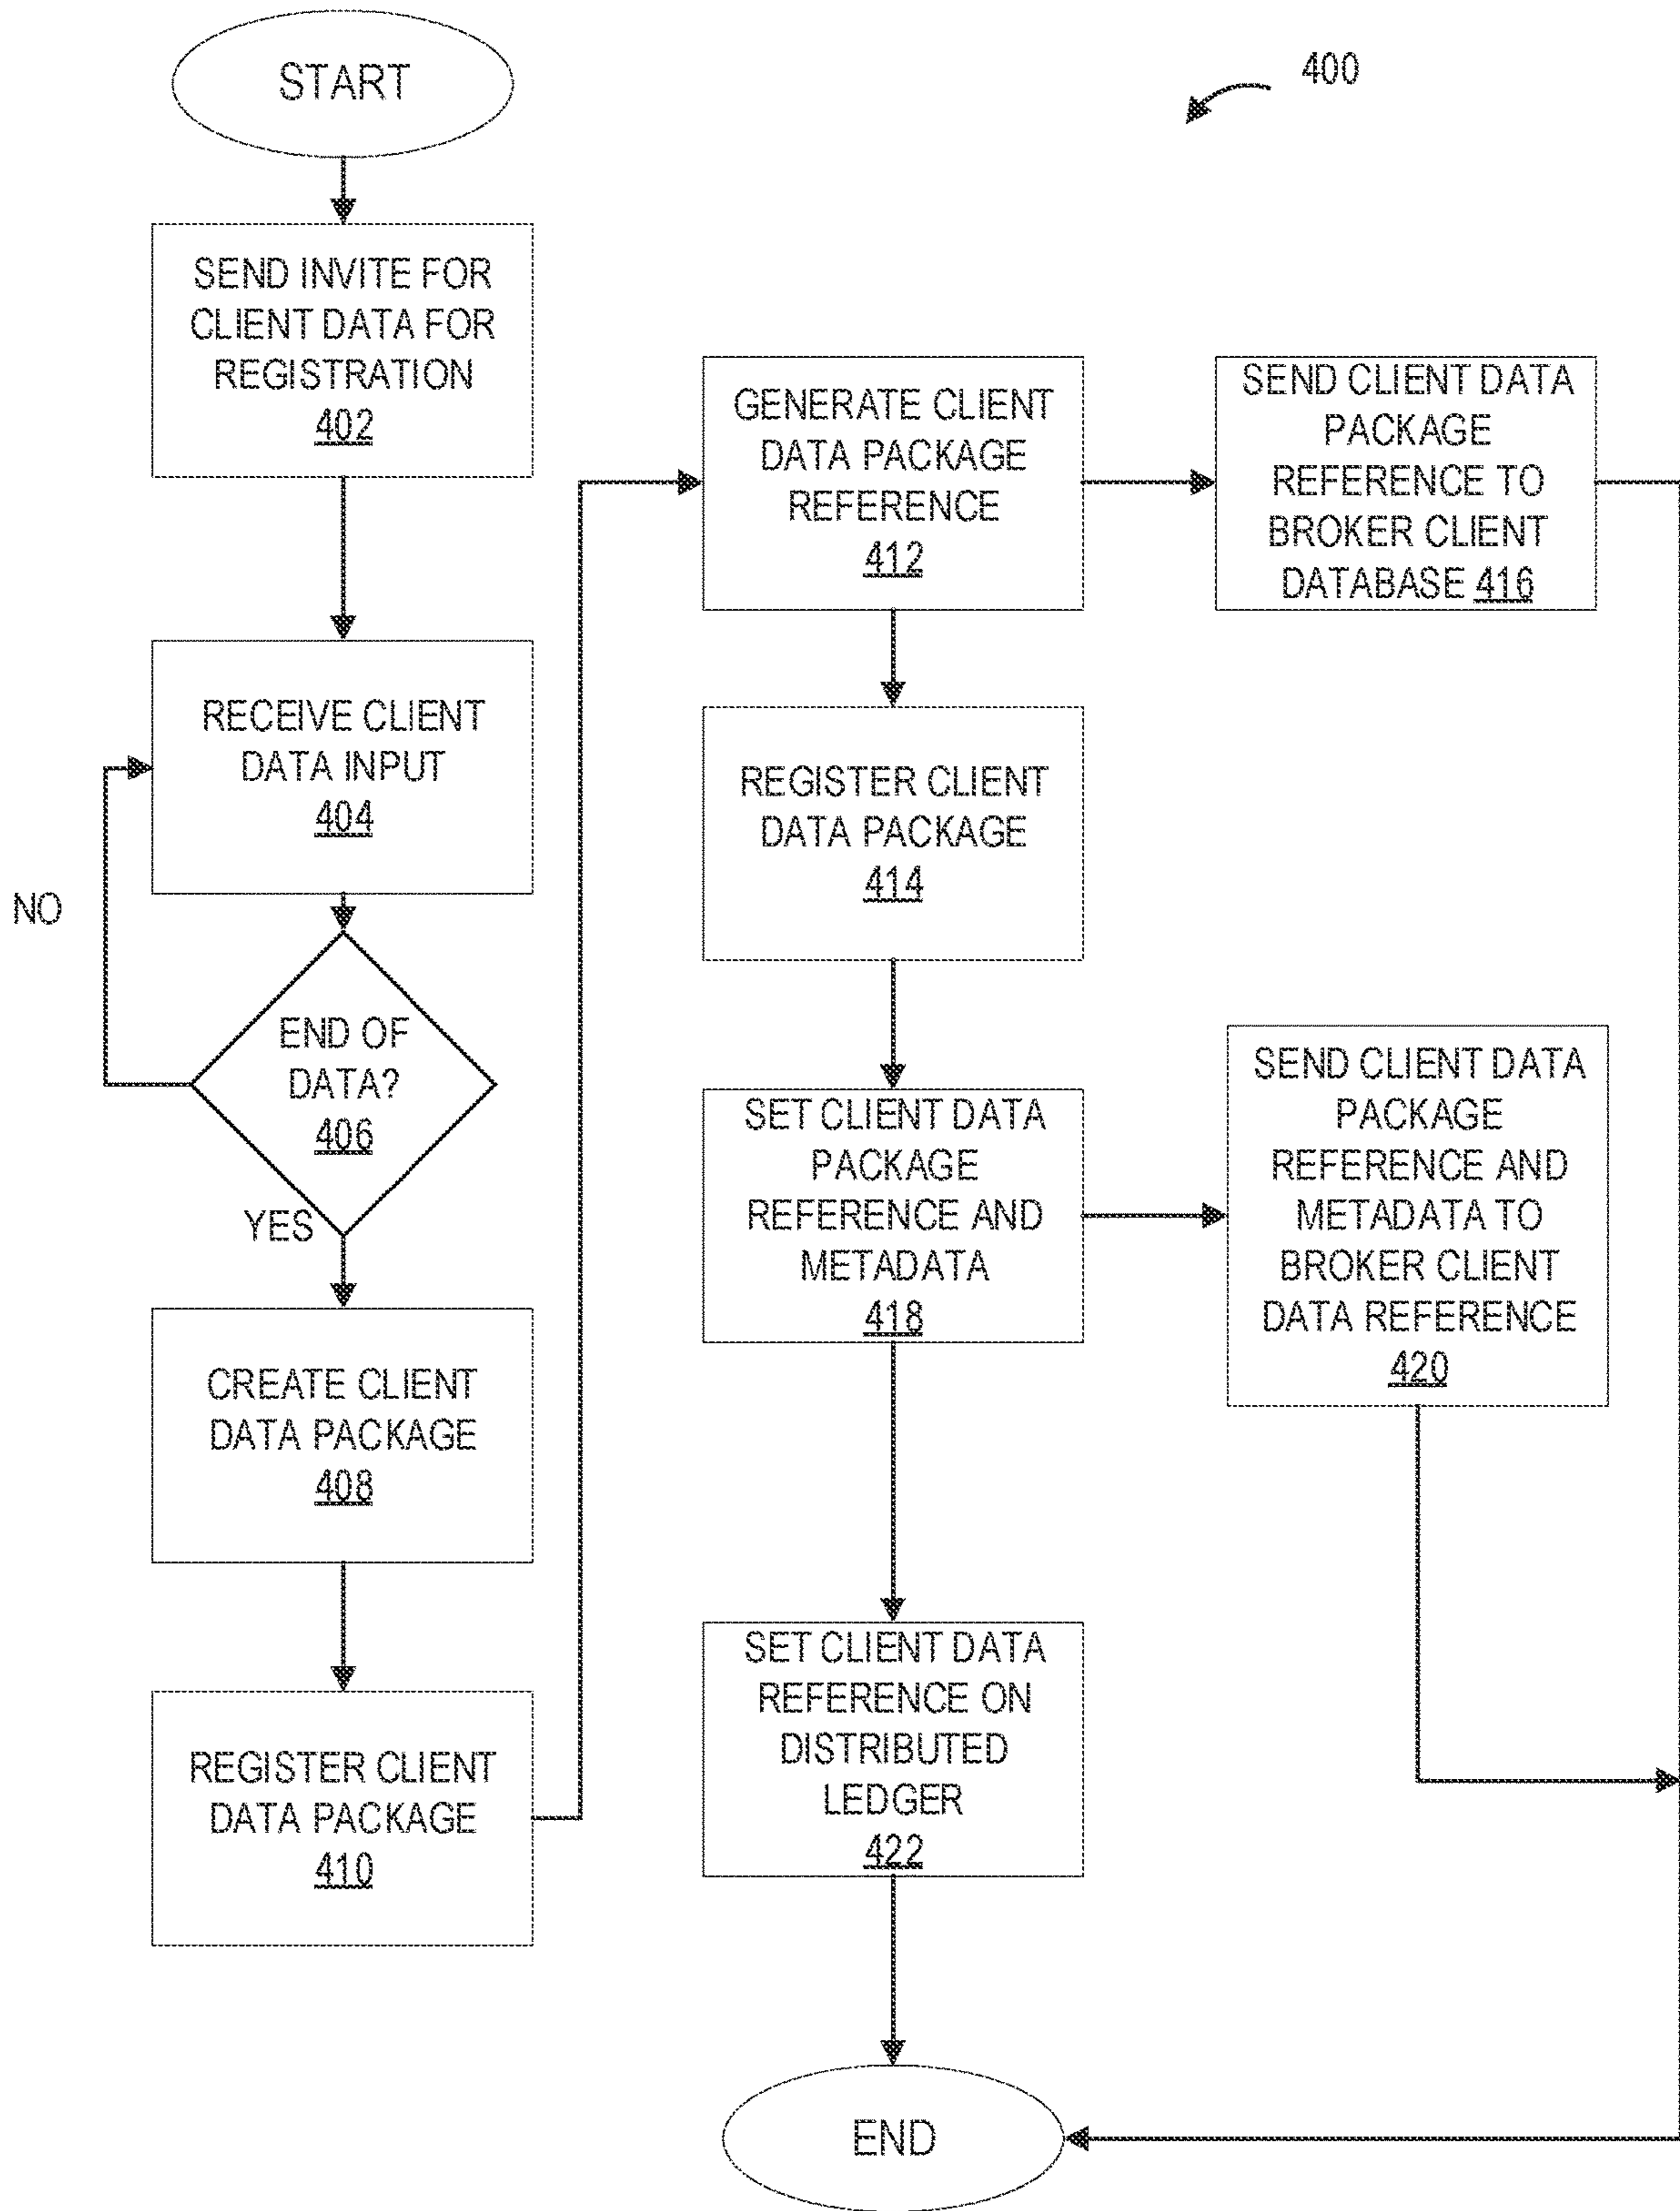 START
400
SEND INVITE FOR
CLIENT DATA FOR
REGISTRATION
402
RECEIVE CLIENT
DATA INPUT
404
NO
END OF
DATA?
406
YES
CREATE CLIENT
DATA PACKAGE
408
REGISTER CLIENT
DATA PACKAGE
410
GENERATE CLIENT
DATA PACKAGE
REFERENCE
412
SEND CLIENT DATA
PACKAGE
REFERENCE TO
BROKER CLIENT
DATABASE 416
REGISTER CLIENT
DATA PACKAGE
414
SET CLIENT DATA
PACKAGE
REFERENCE AND
METADATA
418
SEND CLIENT DATA
PACKAGE
REFERENCE AND
METADATA TO
BROKER CLIENT
DATA REFERENCE
420
SET CLIENT DATA
REFERENCE ON
DISTRIBUTED
LEDGER
422
END